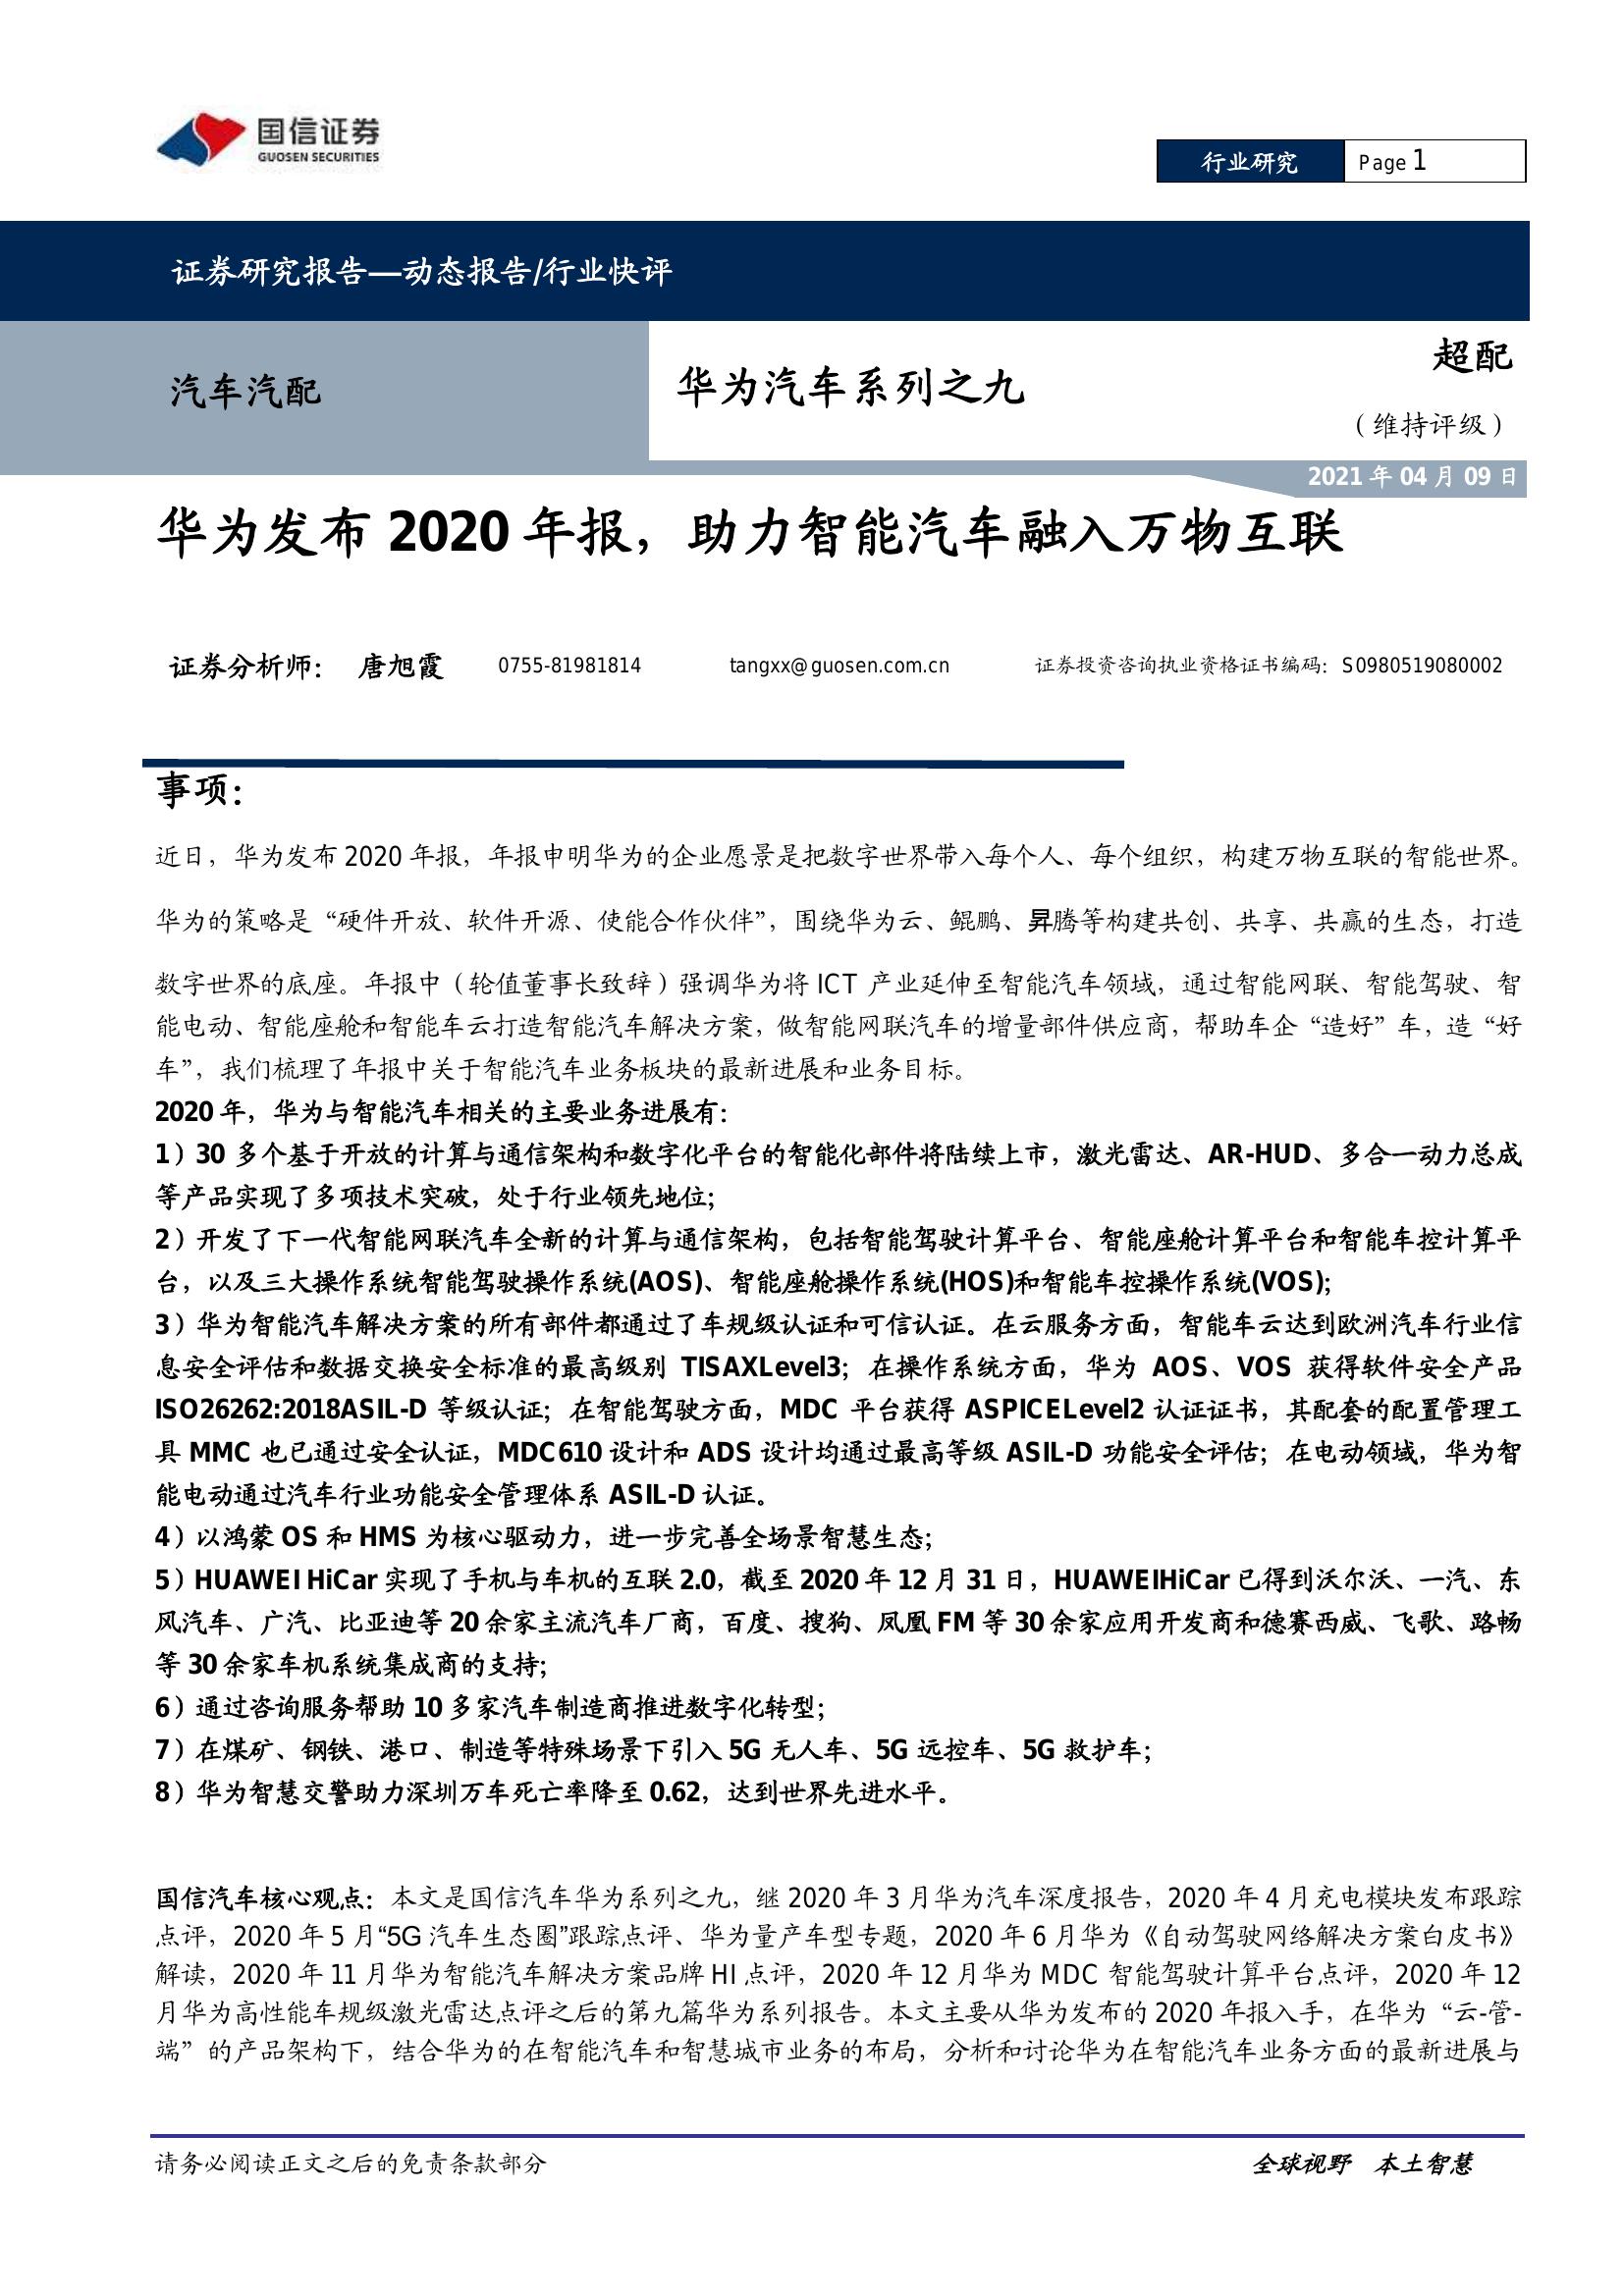 国信证券
GUOSEN SECURITIES
行业研究
Page 1
证券研究报告—动态报告/行业快评
汽车汽配
华为汽车系列之九
超配
（维持评级）
2021 年 04 月 09 日
华为发布 2020 年报，助力智能汽车融入万物互联
证券分析师： 唐旭霞 0755-81981814 tangxx@guosen.com.cn 证券投资咨询执业资格证书编码：S0980519080002
事项：
近日，华为发布 2020 年报，年报申明华为的企业愿景是把数字世界带入每个人、每个组织，构建万物互联的智能世界。
华为的策略是“硬件开放、软件开源、使能合作伙伴”，围绕华为云、鲲鹏、昇腾等构建共创、共享、共赢的生态，打造
数字世界的底座。年报中（轮值董事长致辞）强调华为将 ICT 产业延伸至智能汽车领域，通过智能网联、智能驾驶、智
能电动、智能座舱和智能车云打造智能汽车解决方案，做智能网联汽车的增量部件供应商，帮助车企“造好”车，造“好
车”，我们梳理了年报中关于智能汽车业务板块的最新进展和业务目标。
2020 年，华为与智能汽车相关的主要业务进展有：
1）30 多个基于开放的计算与通信架构和数字化平台的智能化部件将陆续上市，激光雷达、AR-HUD、多合一动力总成
等产品实现了多项技术突破，处于行业领先地位；
2）开发了下一代智能网联汽车全新的计算与通信架构，包括智能驾驶计算平台、智能座舱计算平台和智能车控计算平
台，以及三大操作系统智能驾驶操作系统(AOS)、智能座舱操作系统(HOS)和智能车控操作系统(VOS)；
3）华为智能汽车解决方案的所有部件都通过了车规级认证和可信认证。在云服务方面，智能车云达到欧洲汽车行业信
息安全评估和数据交换安全标准的最高级别 TISAXLevel3；在操作系统方面，华为 AOS、VOS 获得软件安全产品
ISO26262:2018ASIL-D 等级认证；在智能驾驶方面，MDC 平台获得 ASPICELevel2 认证证书，其配套的配置管理工
具 MMC 也已通过安全认证，MDC610 设计和 ADS 设计均通过最高等级 ASIL-D 功能安全评估；在电动领域，华为智
能电动通过汽车行业功能安全管理体系 ASIL-D 认证。
4）以鸿蒙 OS 和 HMS 为核心驱动力，进一步完善全场景智慧生态；
5）HUAWEI HiCar 实现了手机与车机的互联 2.0，截至 2020 年 12 月 31 日，HUAWEIHiCar 已得到沃尔沃、一汽、东
风汽车、广汽、比亚迪等 20 余家主流汽车厂商，百度、搜狗、凤凰 FM 等 30 余家应用开发商和德赛西威、飞歌、路畅
等 30 余家车机系统集成商的支持；
6）通过咨询服务帮助 10 多家汽车制造商推进数字化转型；
7）在煤矿、钢铁、港口、制造等特殊场景下引入 5G 无人车、5G 远控车、5G 救护车；
8）华为智慧交警助力深圳万车死亡率降至 0.62，达到世界先进水平。
国信汽车核心观点：本文是国信汽车华为系列之九，继 2020 年 3 月华为汽车深度报告，2020 年 4 月充电模块发布跟踪
点评，2020 年 5 月“5G 汽车生态圈”跟踪点评、华为量产车型专题，2020 年 6 月华为《自动驾驶网络解决方案白皮书》
解读，2020 年 11 月华为智能汽车解决方案品牌 HI 点评，2020 年 12 月华为 MDC 智能驾驶计算平台点评，2020 年 12
月华为高性能车规级激光雷达点评之后的第九篇华为系列报告。本文主要从华为发布的 2020 年报入手，在华为“云-管-
端”的产品架构下，结合华为的在智能汽车和智慧城市业务的布局，分析和讨论华为在智能汽车业务方面的最新进展与
请务必阅读正文之后的免责条款部分
全球视野 本土智慧